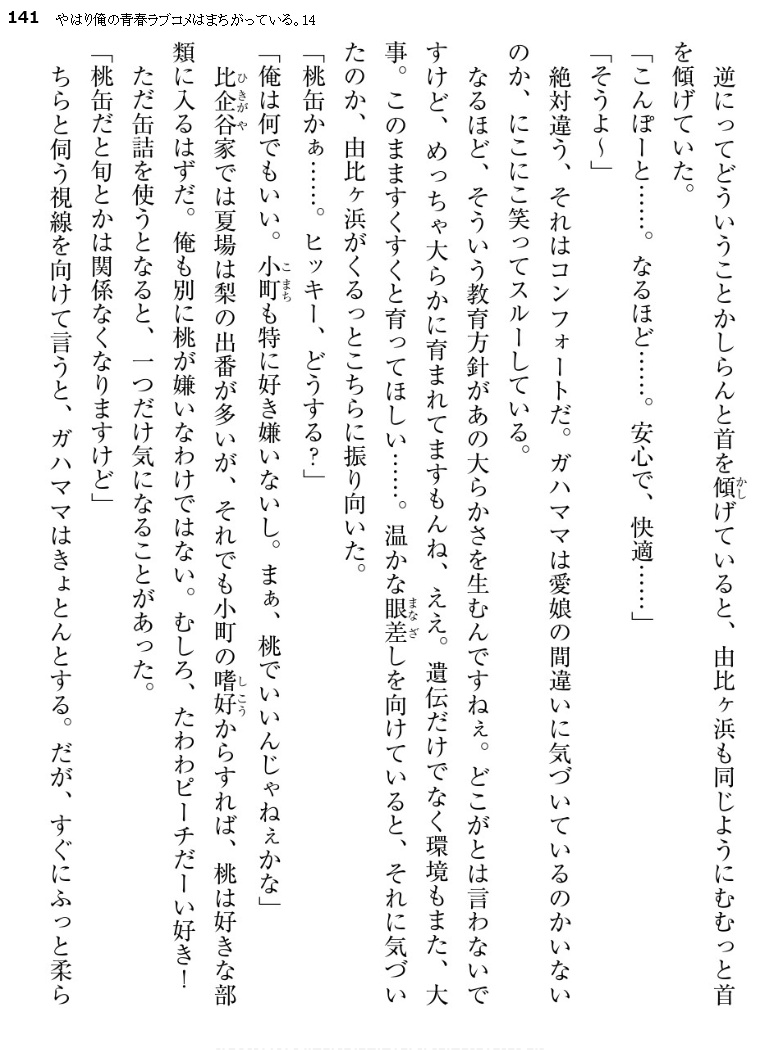 141 やはり俺の青春ラブコメはまちがっている。14
逆にってどういうことかしらんと首を傾げていると、由比ヶ浜も同じようにむむっと首
を傾げていた。
「こんぽーと……。なるほど……。安心で、快適……」
「そうよ～」
絶対違う、それはコンフォートだ。ガハママは愛娘の間違いに気づいているのかいない
のか、にこにこ笑ってスルーしている。
なるほど、そういう教育方針があの大らかさを生むんですねぇ。どこがとは言わないで
すけど、めっちゃ大らかに育まれてますもんね、ええ。遺伝だけでなく環境もまた、大
事。このまますくすくと育ってほしい……。温かな眼差しを向けていると、それに気づい
たのか、由比ヶ浜がくるっとこちらに振り向いた。
「桃缶かぁ……。ヒッキー、どうする？」
「俺は何でもいい。小町も特に好き嫌いないし。まぁ、桃でいいんじゃねぇかな」
比企谷家では夏場は梨の出番が多いが、それでも小町の嗜好からすれば、桃は好きな部
類に入るはずだ。俺も別に桃が嫌いなわけではない。むしろ、たわわピーチだーい好き！
ただ缶詰を使うとなると、一つだけ気になることがあった。
「桃缶だと旬とかは関係なくなりますけど」
ちらと伺う視線を向けて言うと、ガハママはきょとんとする。だが、すぐにふっと柔ら